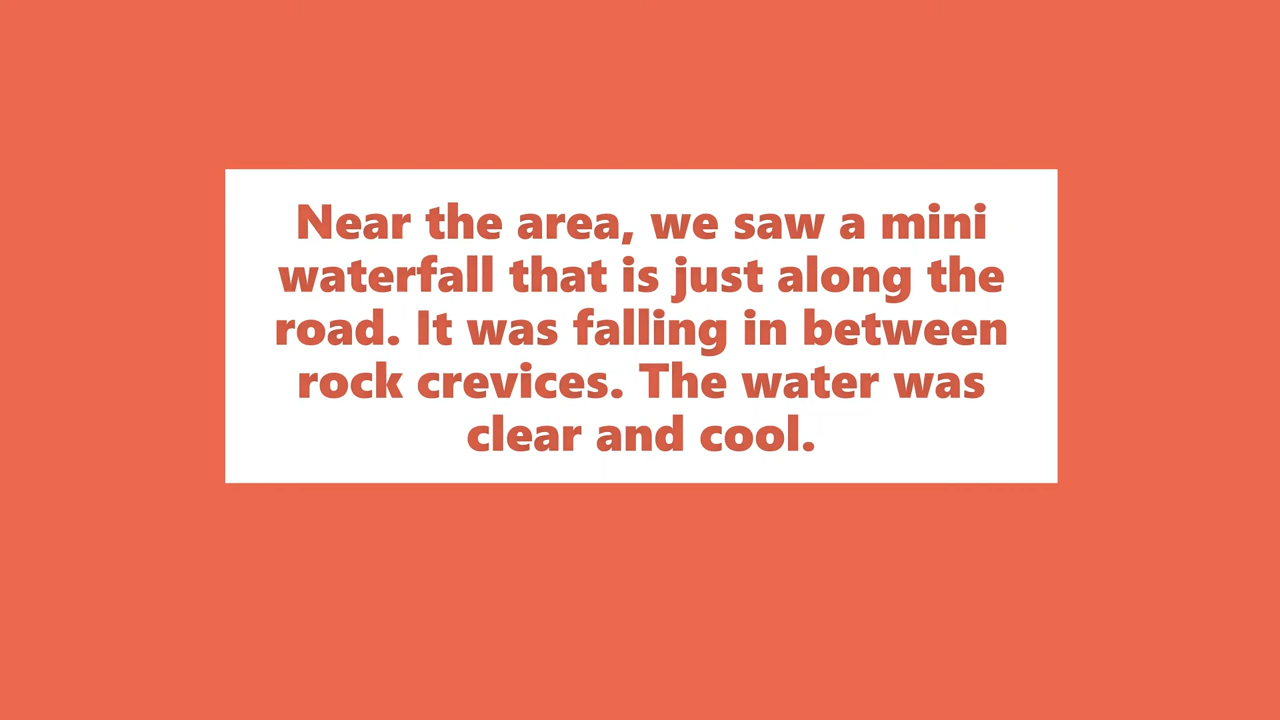 Near the area, we saw a mini
waterfall that is just along the
road. It was falling in between
rock crevices. The water was
clear and cool.